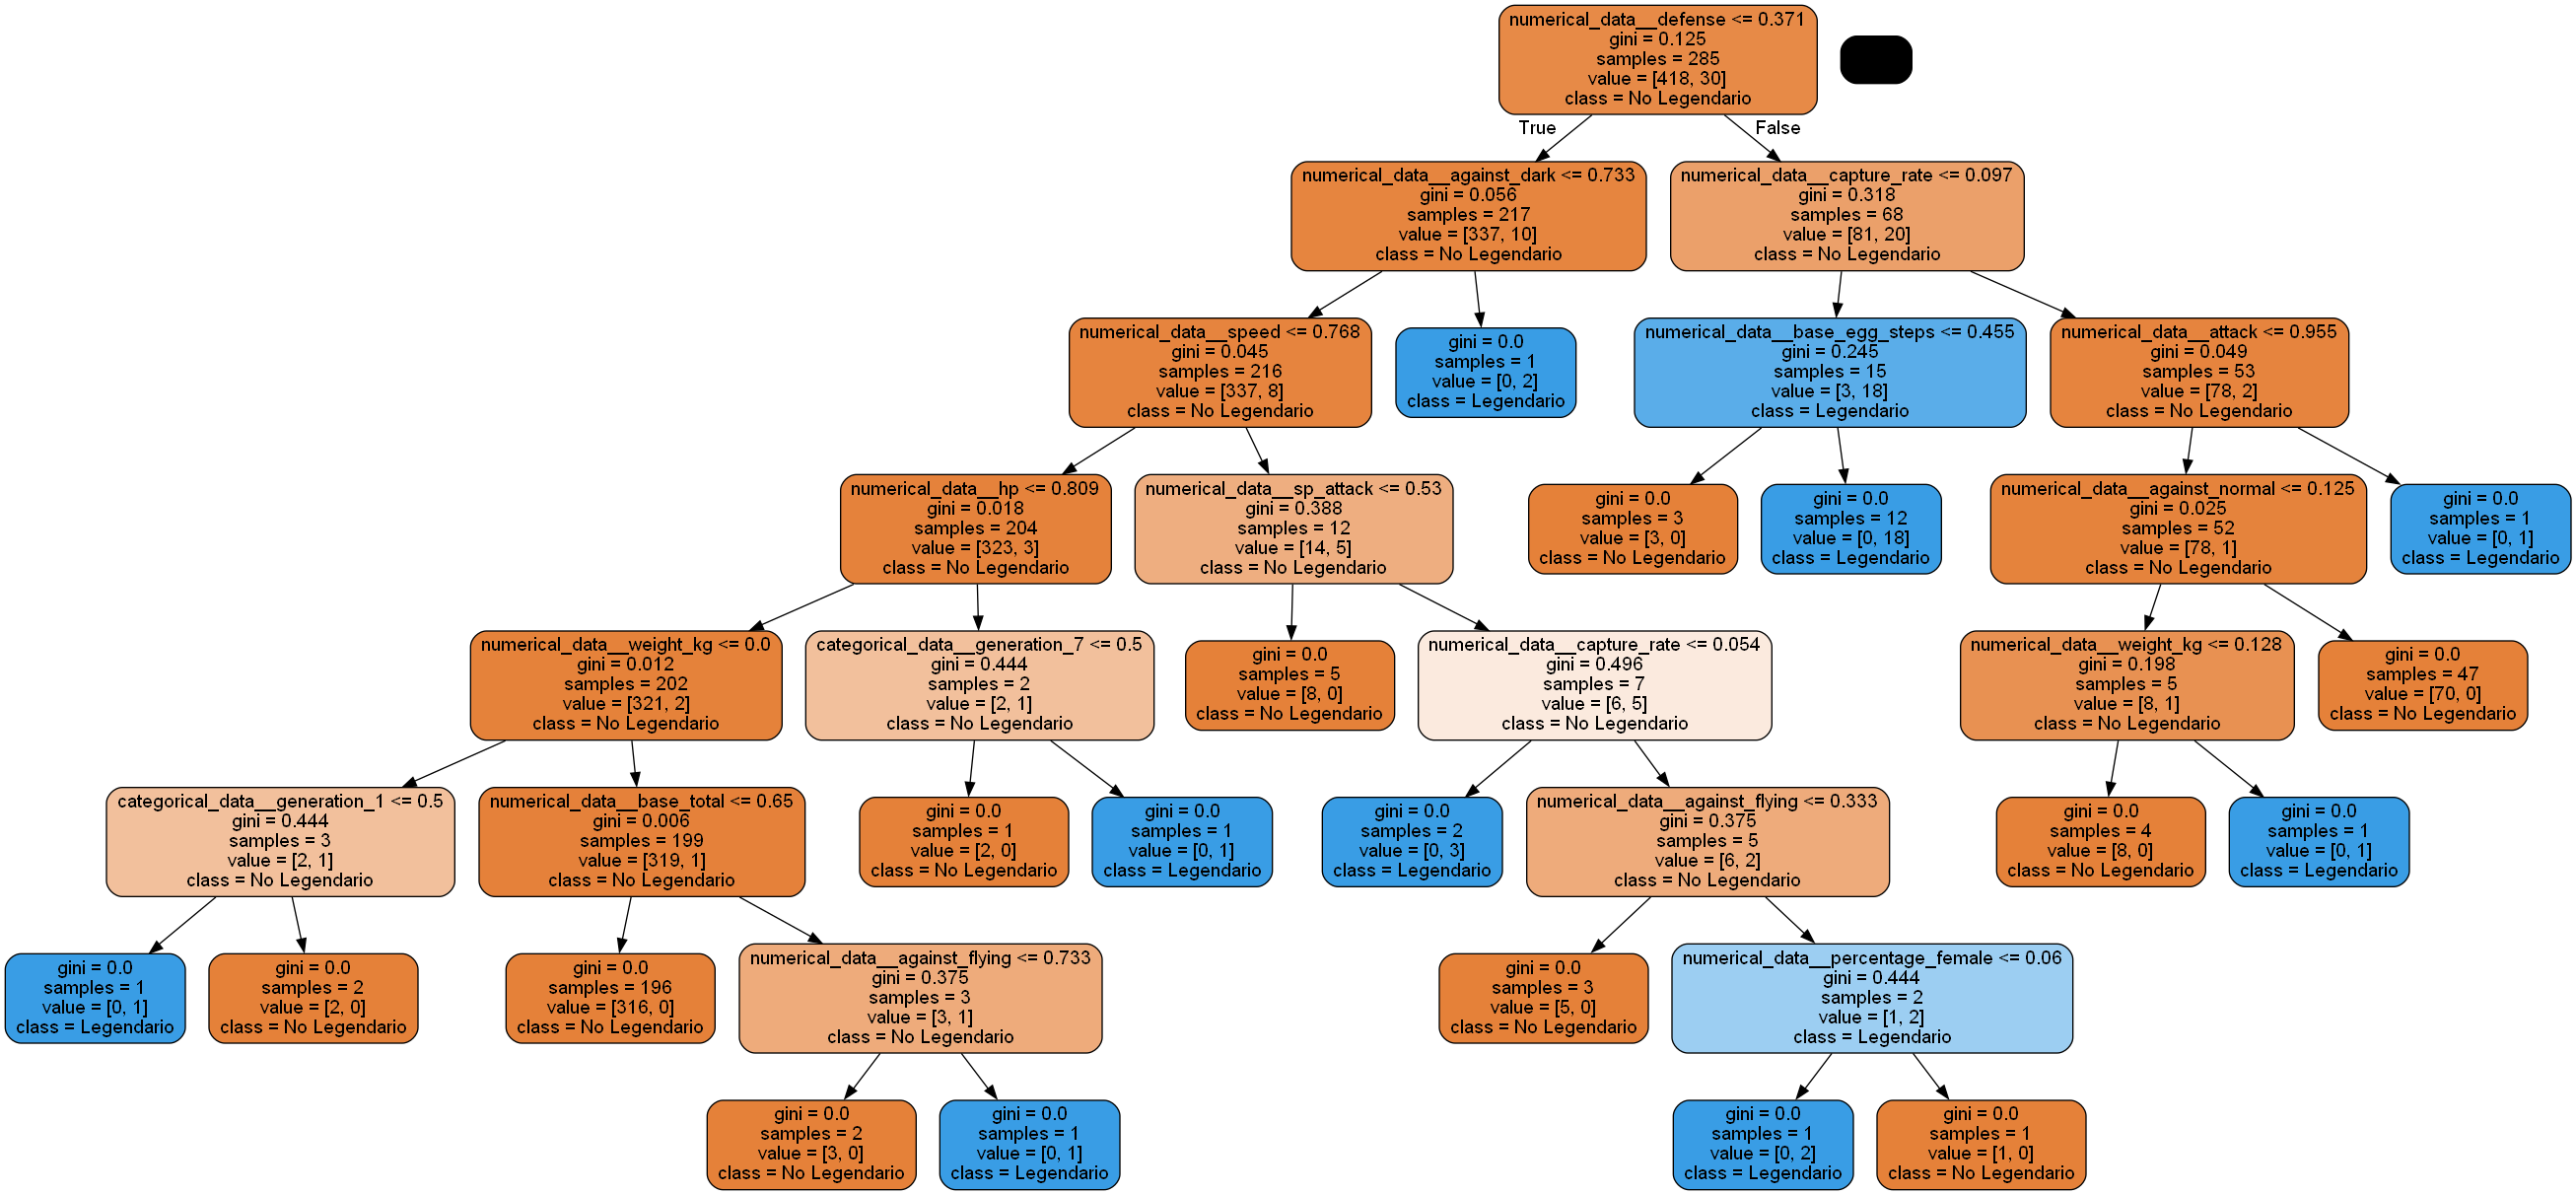 numerical_data__defense <= 0.371
gini = 0.125
samples = 285
value = [418, 30]
class = No Legendario
True
False
numerical_data__against_dark <= 0.733
gini = 0.056
samples = 217
value = [337, 10]
class = No Legendario
numerical_data__capture_rate <= 0.097
gini = 0.318
samples = 68
value = [81, 20]
class = No Legendario
numerical_data__speed <= 0.768
gini = 0.045
samples = 216
value = [337, 8]
class = No Legendario
gini = 0.0
samples = 1
value = [0, 2]
class = Legendario
numerical_data__base_egg_steps <= 0.455
gini = 0.245
samples = 15
value = [3, 18]
class = Legendario
numerical_data__attack <= 0.955
gini = 0.049
samples = 53
value = [78, 2]
class = No Legendario
numerical_data__hp <= 0.809
gini = 0.018
samples = 204
value = [323, 3]
class = No Legendario
numerical_data__sp_attack <= 0.53
gini = 0.388
samples = 12
value = [14, 5]
class = No Legendario
gini = 0.0
samples = 3
value = [3, 0]
class = No Legendario
gini = 0.0
samples = 12
value = [0, 18]
class = Legendario
numerical_data__against_normal <= 0.125
gini = 0.025
samples = 52
value = [78, 1]
class = No Legendario
gini = 0.0
samples = 1
value = [0, 1]
class = Legendario
numerical_data__weight_kg <= 0.0
gini = 0.012
samples = 202
value = [321, 2]
class = No Legendario
categorical_data__generation_7 <= 0.5
gini = 0.444
samples = 2
value = [2, 1]
class = No Legendario
gini = 0.0
samples = 5
value = [8, 0]
class = No Legendario
numerical_data__capture_rate <= 0.054
gini = 0.496
samples = 7
value = [6, 5]
class = No Legendario
numerical_data__weight_kg <= 0.128
gini = 0.198
samples = 5
value = [8, 1]
class = No Legendario
gini = 0.0
samples = 47
value = [70, 0]
class = No Legendario
categorical_data__generation_1 <= 0.5
gini = 0.444
samples = 3
value = [2, 1]
class = No Legendario
numerical_data__base_total <= 0.65
gini = 0.006
samples = 199
value = [319, 1]
class = No Legendario
gini = 0.0
samples = 1
value = [2, 0]
class = No Legendario
gini = 0.0
samples = 1
value = [0, 1]
class = Legendario
gini = 0.0
samples = 2
value = [0, 3]
class = Legendario
numerical_data__against_flying <= 0.333
gini = 0.375
samples = 5
value = [6, 2]
class = No Legendario
gini = 0.0
samples = 4
value = [8, 0]
class = No Legendario
gini = 0.0
samples = 1
value = [0, 1]
class = Legendario
gini = 0.0
samples = 1
value = [0, 1]
class = Legendario
gini = 0.0
samples = 2
value = [2, 0]
class = No Legendario
gini = 0.0
samples = 196
value = [316, 0]
class = No Legendario
numerical_data__against_flying <= 0.733
gini = 0.375
samples = 3
value = [3, 1]
class = No Legendario
gini = 0.0
samples = 3
value = [5, 0]
class = No Legendario
numerical_data__percentage_female <= 0.06
gini = 0.444
samples = 2
value = [1, 2]
class = Legendario
gini = 0.0
samples = 2
value = [3, 0]
class = No Legendario
gini = 0.0
samples = 1
value = [0, 1]
class = Legendario
gini = 0.0
samples = 1
value = [0, 2]
class = Legendario
gini = 0.0
samples = 1
value = [1, 0]
class = No Legendario